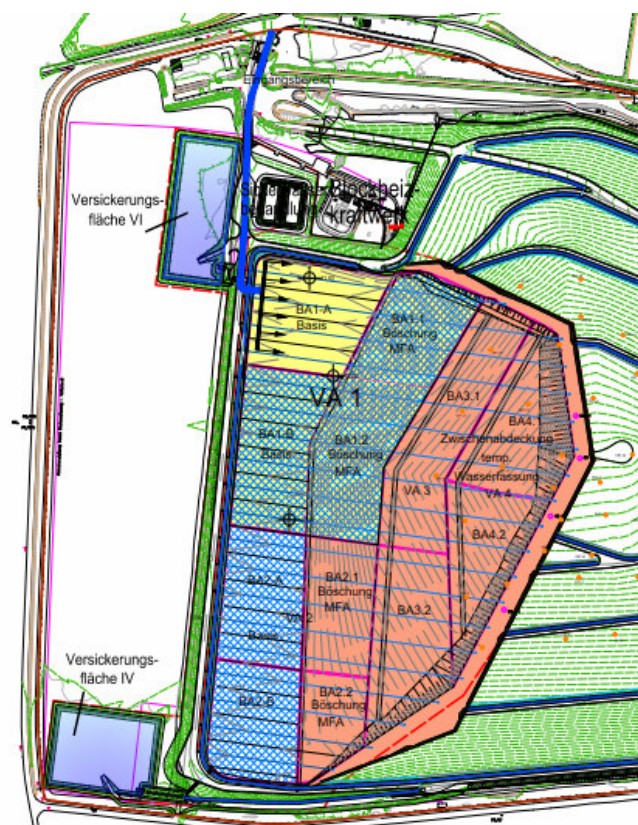 Eingangsbereich
Blockheiz-
kraftwerk
Versickerungs-
fläche VI
BA1-A
Basis
BA1-1
Böschung
MFA
VA 1
BA3.1
BA4.1
Zwischenabdeckung
temp.
Wasserfassung
VA 4
BA1.B
Basis
BA1.2
Böschung
MFA
VA 3
BA4.2
BA2-A
Basis
VA 2
BA2.1
Böschung
MFA
BA3.2
Versickerungs-
fläche IV
BA2-B
BA2.2
Böschung
MFA